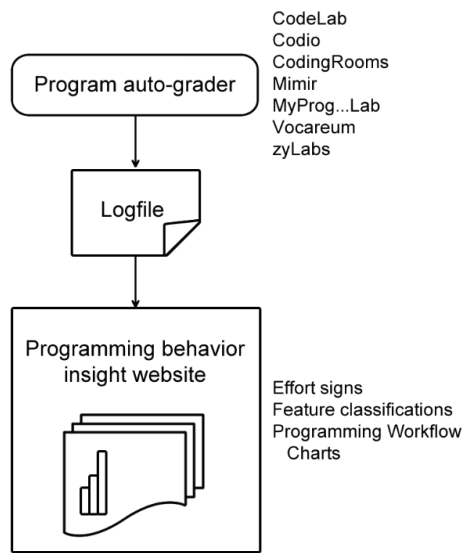 CodeLab
Codio
CodingRooms
Mimir
MyProg...Lab
Vocareum
zyLabs
Program auto-grader
Logfile
Programming behavior
insight website
Effort signs
Feature classifications
Programming Workflow
Charts